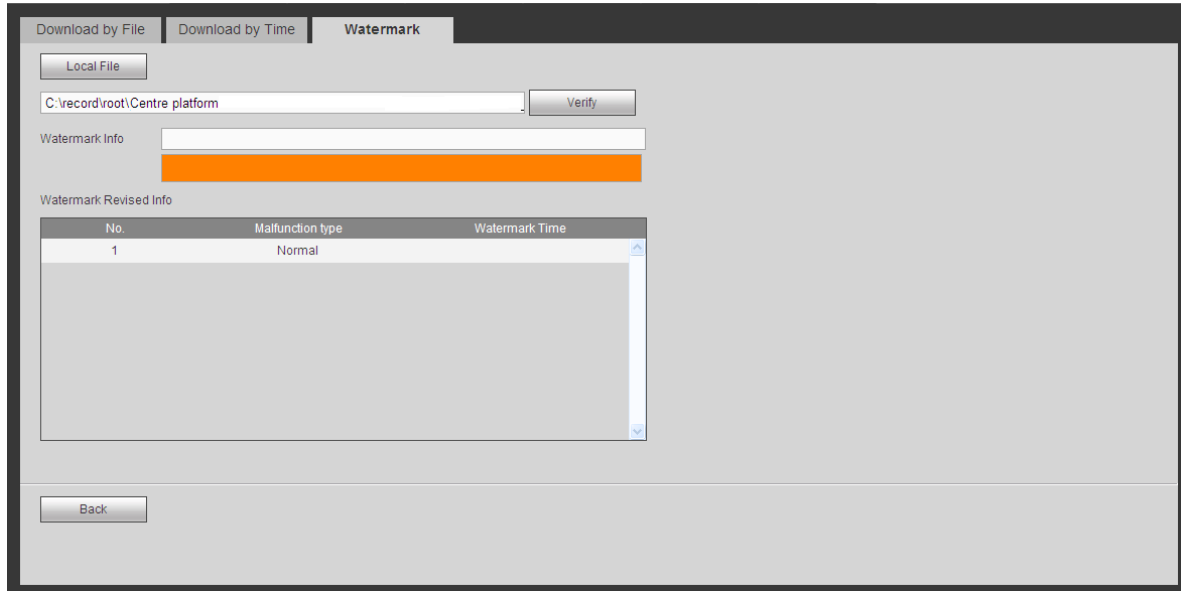 Download by File Download by Time Watermark
Local File
C:\record\root\Centre platform Verify
Watermark Info
Watermark Revised Info
No. Malfunction type Watermark Time
1 Normal
Back